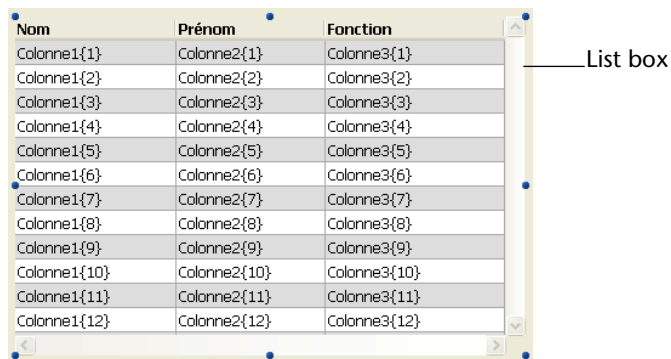 Nom Prénom Fonction
Colonne1{1} Colonne2{1} Colonne3{1}
List box
Colonne1{2} Colonne2{2} Colonne3{2}
Colonne1{3} Colonne2{3} Colonne3{3}
Colonne1{4} Colonne2{4} Colonne3{4}
Colonne1{5} Colonne2{5} Colonne3{5}
Colonne1{6} Colonne2{6} Colonne3{6}
Colonne1{7} Colonne2{7} Colonne3{7}
Colonne1{8} Colonne2{8} Colonne3{8}
Colonne1{9} Colonne2{9} Colonne3{9}
Colonne1{10} Colonne2{10} Colonne3{10}
Colonne1{11} Colonne2{11} Colonne3{11}
Colonne1{12} Colonne2{12} Colonne3{12}